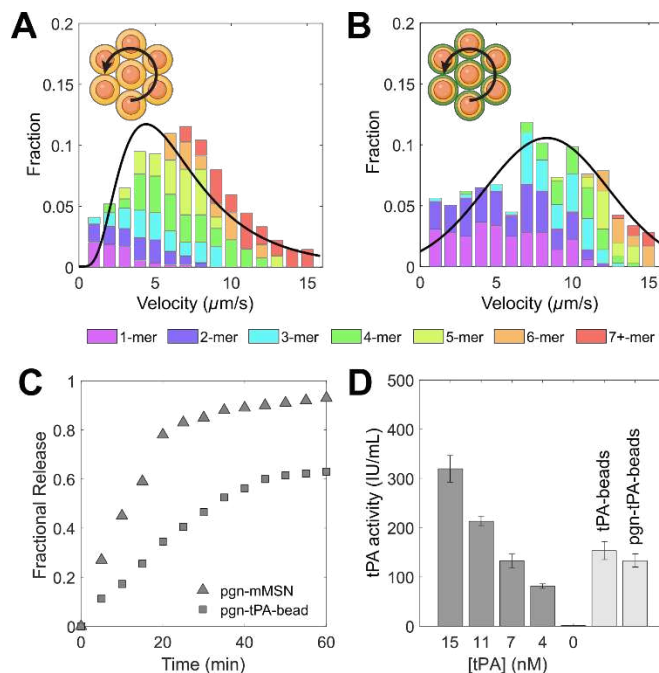 A
B
0.2
0.15
0.1
0.05
0
Fraction
0 5 10 15
Velocity (µm/s)
0.2
0.15
0.1
0.05
0
Fraction
0 5 10 15
Velocity (µm/s)
1-mer 2-mer 3-mer 4-mer 5-mer 6-mer 7+-mer
C
1
0.8
0.6
0.4
0.2
0
Fractional Release
pgn-mMSN
pgn-tPA-bead
0 20 40 60
Time (min)
D
500
400
300
200
100
0
tPA activity (IU/mL)
tPA-beads
pgn-tPA-beads
15 11 7 4 0
[tPA] (nM)